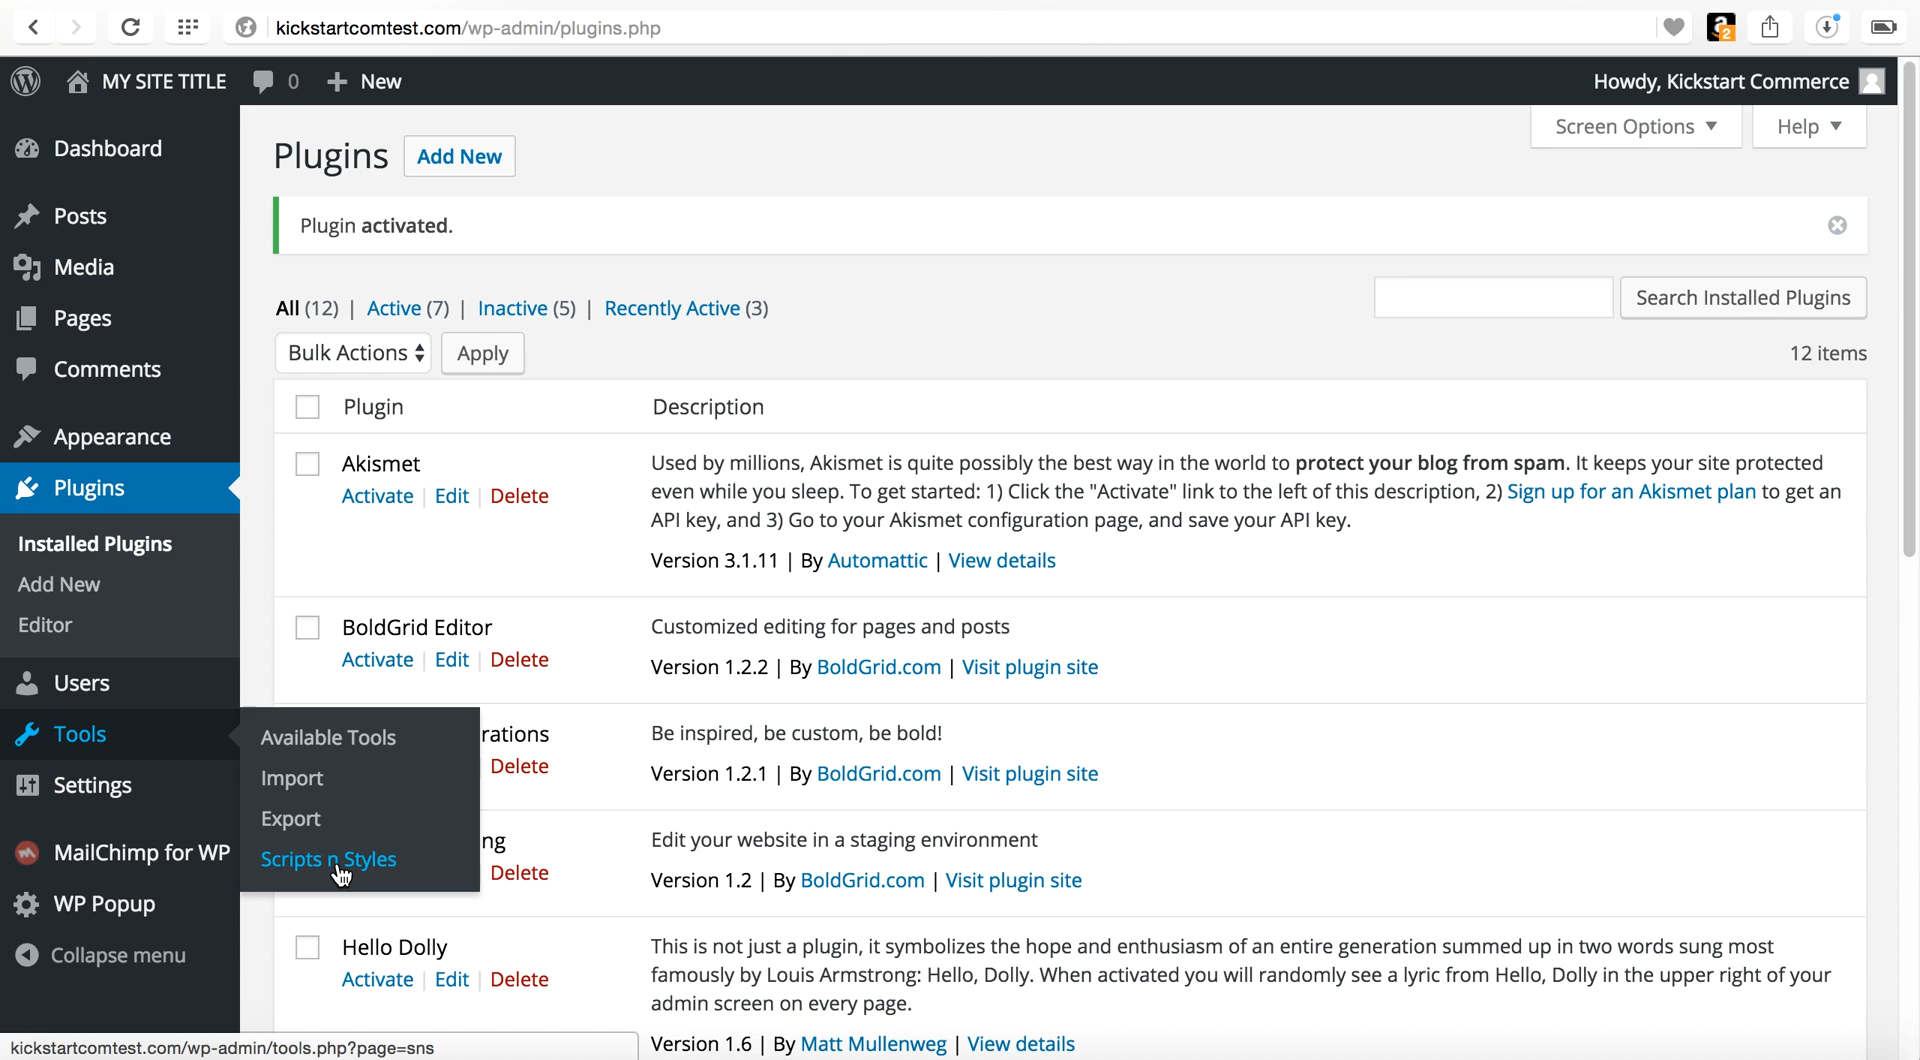 kickstartcomtest.com/wp-admin/plugins.php
2
MY SITE TITLE 0 New
Howdy, Kickstart Commerce
Dashboard
Posts
Media
Pages
Comments
Appearance
Plugins
Installed Plugins
Add New
Editor
Users
Tools
Settings
MailChimp for WP
WP Popup
Collapse menu
Available Tools
Import
Export
Scripts n Styles
Screen Options
Help
Plugins Add New
Plugin activated.
All (12) | Active (7) | Inactive (5) | Recently Active (3)
Search Installed Plugins
Bulk Actions Apply
12 items
Plugin Description
Akismet
Activate | Edit | Delete
Used by millions, Akismet is quite possibly the best way in the world to protect your blog from spam. It keeps your site protected
even while you sleep. To get started: 1) Click the "Activate" link to the left of this description, 2) Sign up for an Akismet plan to get an
API key, and 3) Go to your Akismet configuration page, and save your API key.
Version 3.1.11 | By Automattic | View details
BoldGrid Editor
Activate | Edit | Delete
Customized editing for pages and posts
Version 1.2.2 | By BoldGrid.com | Visit plugin site
rations
Delete
Be inspired, be custom, be bold!
Version 1.2.1 | By BoldGrid.com | Visit plugin site
ng
Delete
Edit your website in a staging environment
Version 1.2 | By BoldGrid.com | Visit plugin site
Hello Dolly
Activate | Edit | Delete
This is not just a plugin, it symbolizes the hope and enthusiasm of an entire generation summed up in two words sung most
famously by Louis Armstrong: Hello, Dolly. When activated you will randomly see a lyric from Hello, Dolly in the upper right of your
admin screen on every page.
Version 1.6 | By Matt Mullenweg | View details
kickstartcomtest.com/wp-admin/tools.php?page=sns